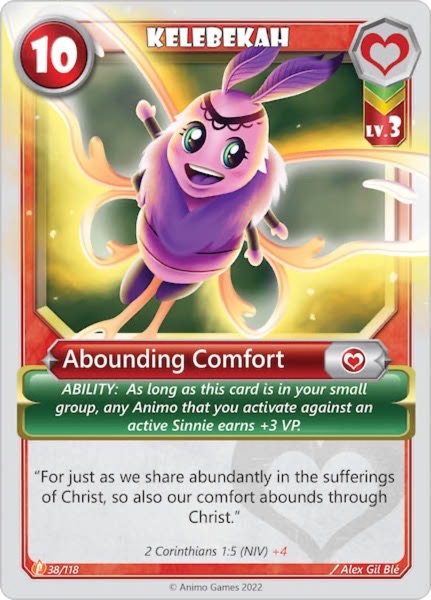 10
KELEBEKAH
LV.3
Abounding Comfort
ABILITY: As long as this card is in your small
group, any Animo that you activate against an
active Sinnie earns +3 VP.
“For just as we share abundantly in the sufferings
of Christ, so also our comfort abounds through
Christ.”
2 Corinthians 1:5 (NIV) +4
38/118
Alex Gil Blé
© Animo Games 2022